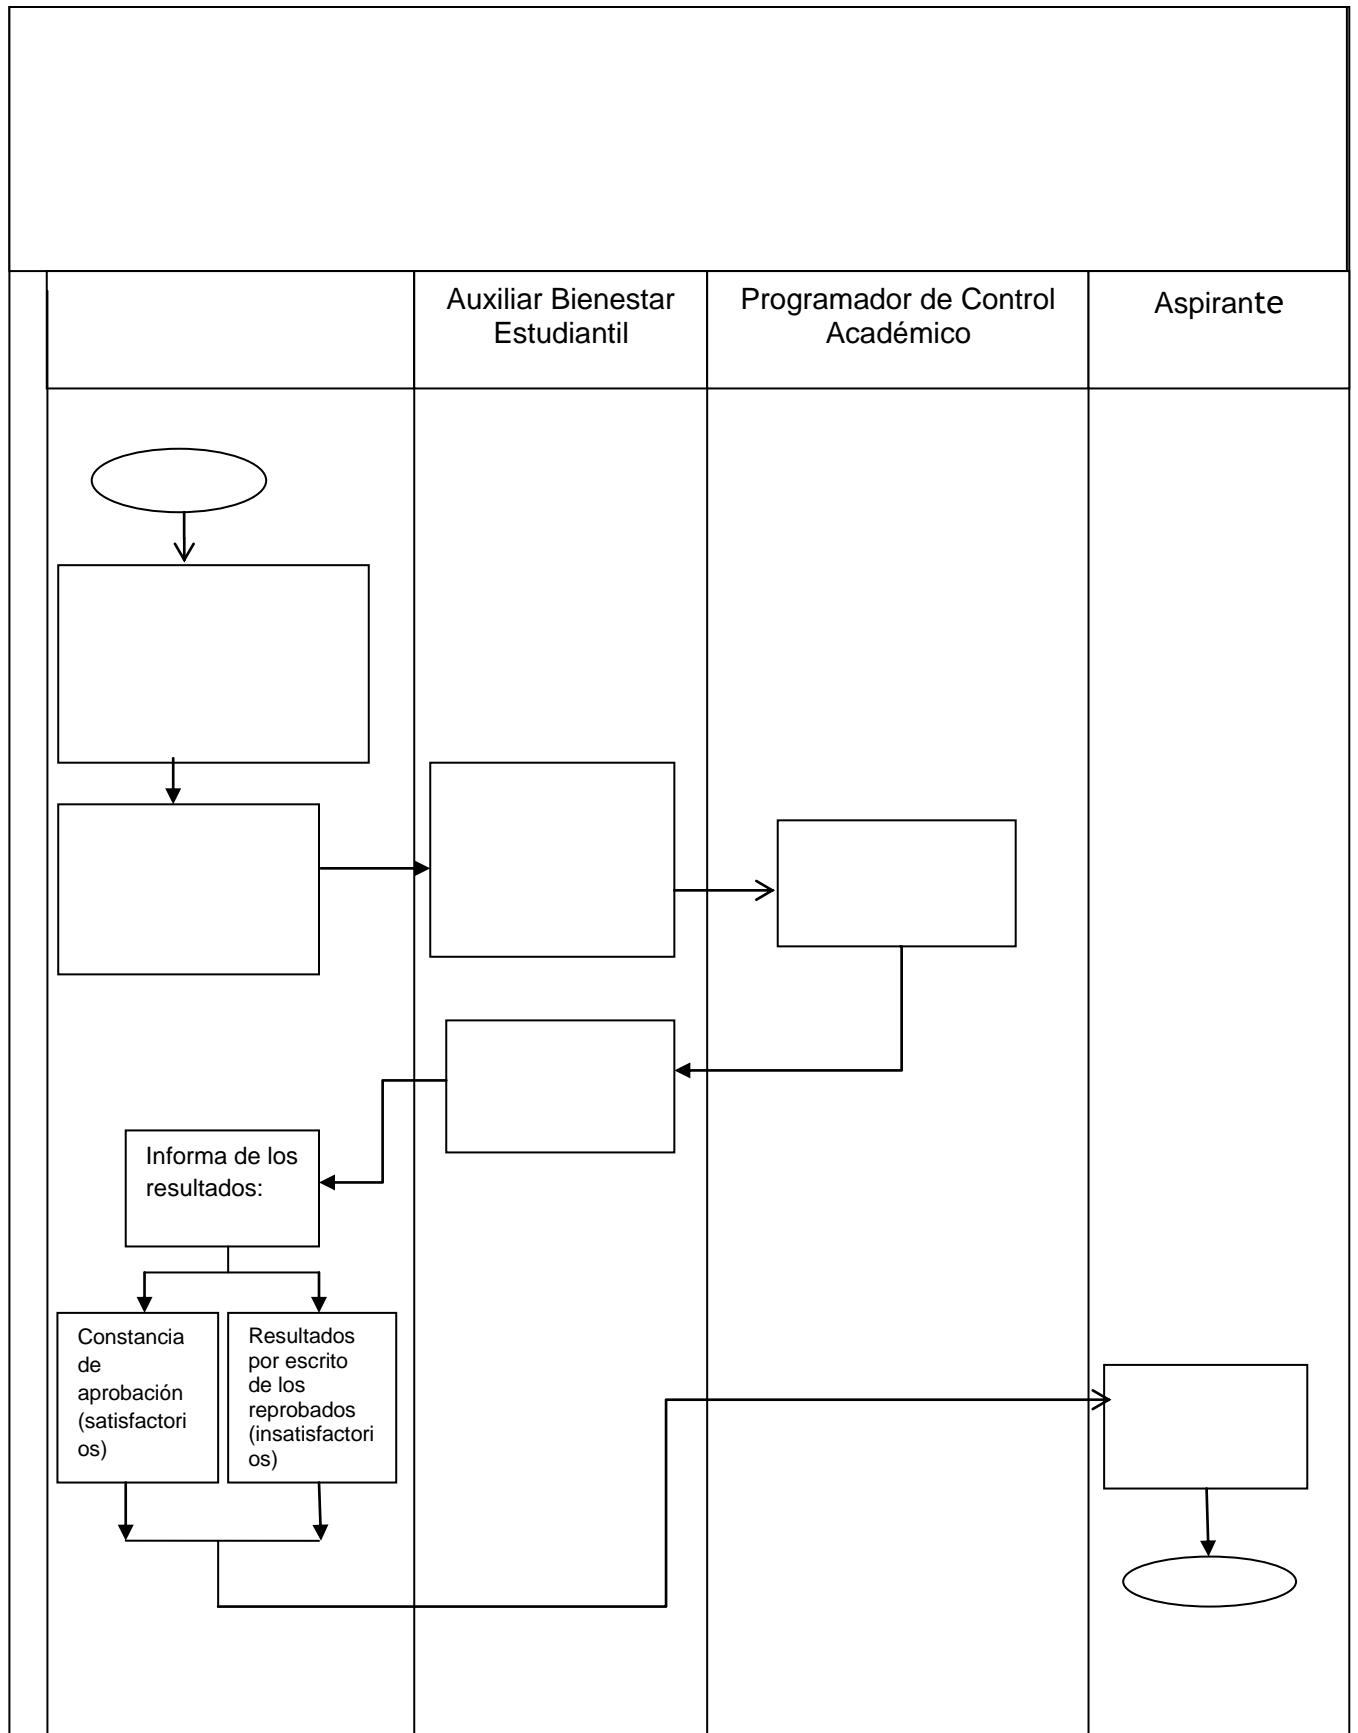 Auxiliar Bienestar
Estudiantil
Programador de Control
Académico
Aspirante
Informa de los
resultados:
Constancia
de
aprobación
(satisfactori
os)
Resultados
por escrito
de los
reprobados
(insatisfactori
os)